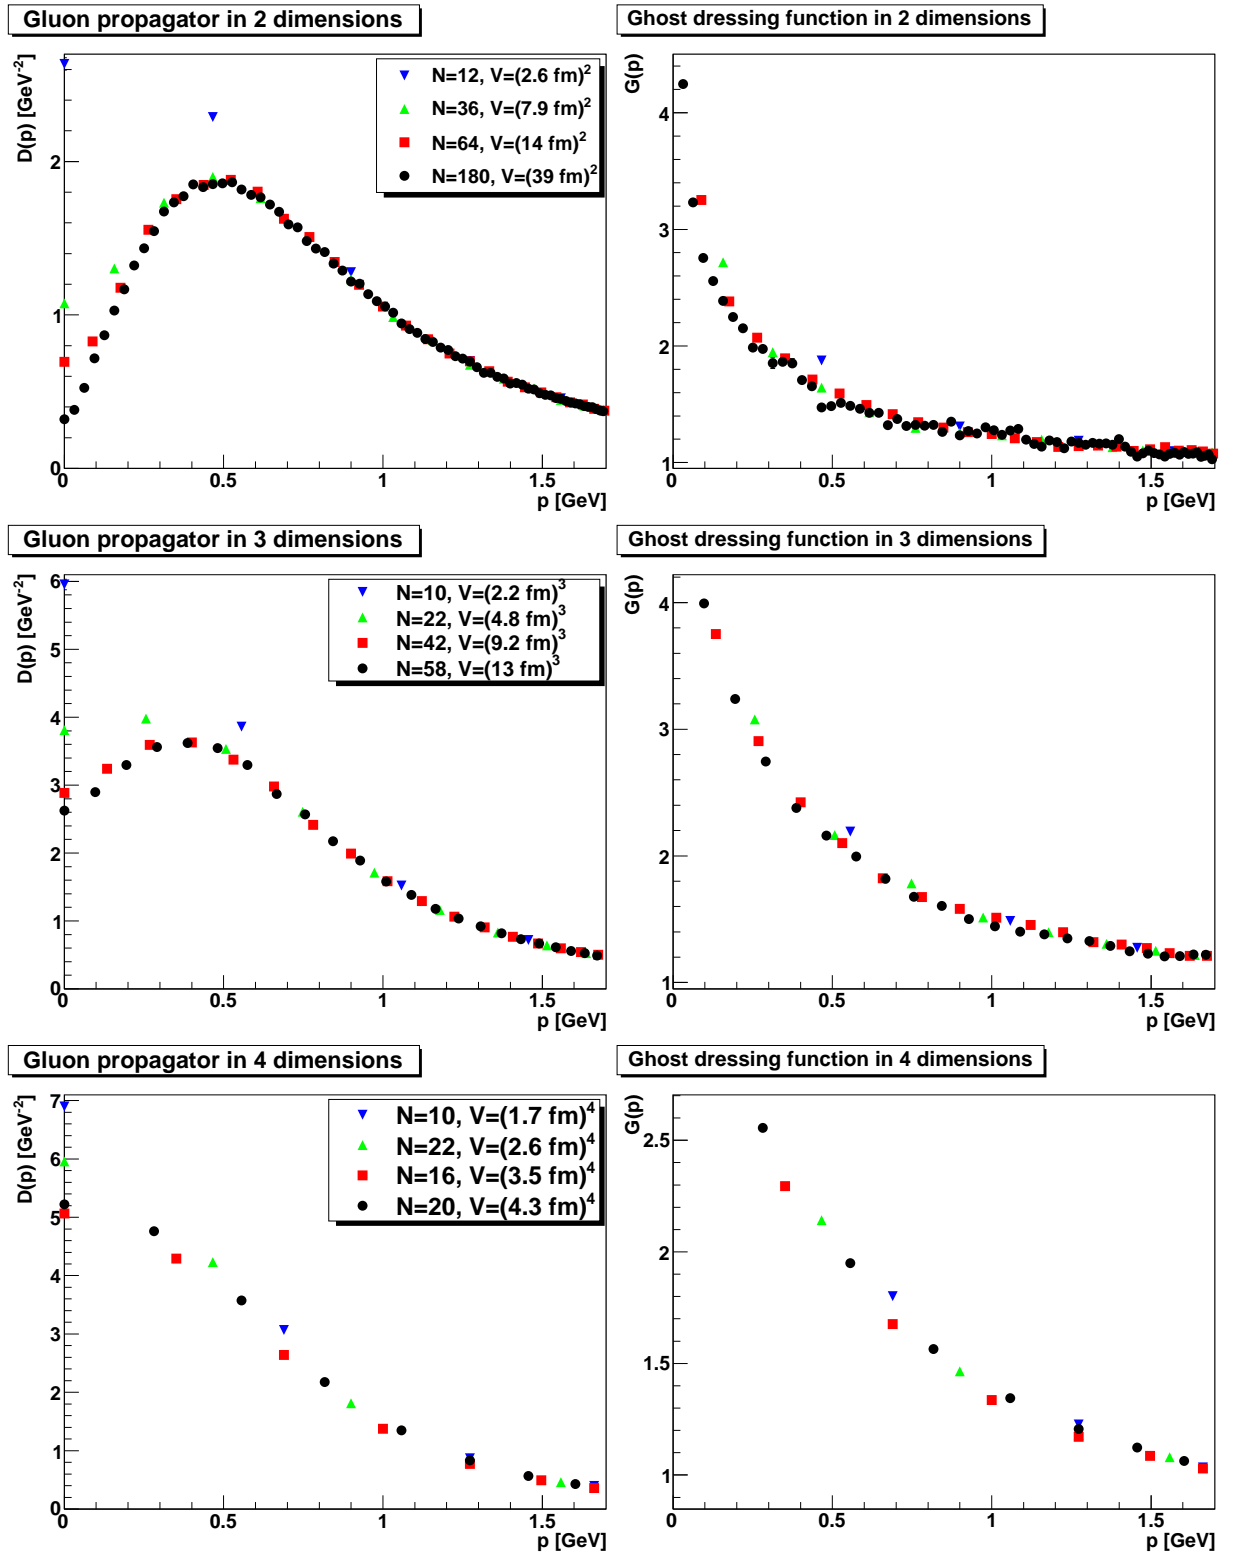 Gluon propagator in 2 dimensions
D(p) [GeV⁻²]
N=12, V=(2.6 fm)²
N=36, V=(7.9 fm)²
N=64, V=(14 fm)²
N=180, V=(39 fm)²
2
1
0
0 0.5 1 1.5
p [GeV]
Ghost dressing function in 2 dimensions
G(p)
4
3
2
1
0 0.5 1 1.5
p [GeV]
Gluon propagator in 3 dimensions
D(p) [GeV⁻²]
N=10, V=(2.2 fm)³
N=22, V=(4.8 fm)³
N=42, V=(9.2 fm)³
N=58, V=(13 fm)³
6
5
4
3
2
1
0
0 0.5 1 1.5
p [GeV]
Ghost dressing function in 3 dimensions
G(p)
4
3
2
1
0 0.5 1 1.5
p [GeV]
Gluon propagator in 4 dimensions
D(p) [GeV⁻²]
N=10, V=(1.7 fm)⁴
N=22, V=(2.6 fm)⁴
N=16, V=(3.5 fm)⁴
N=20, V=(4.3 fm)⁴
7
6
5
4
3
2
1
0
0 0.5 1 1.5
p [GeV]
Ghost dressing function in 4 dimensions
G(p)
2.5
2
1.5
1
0 0.5 1 1.5
p [GeV]